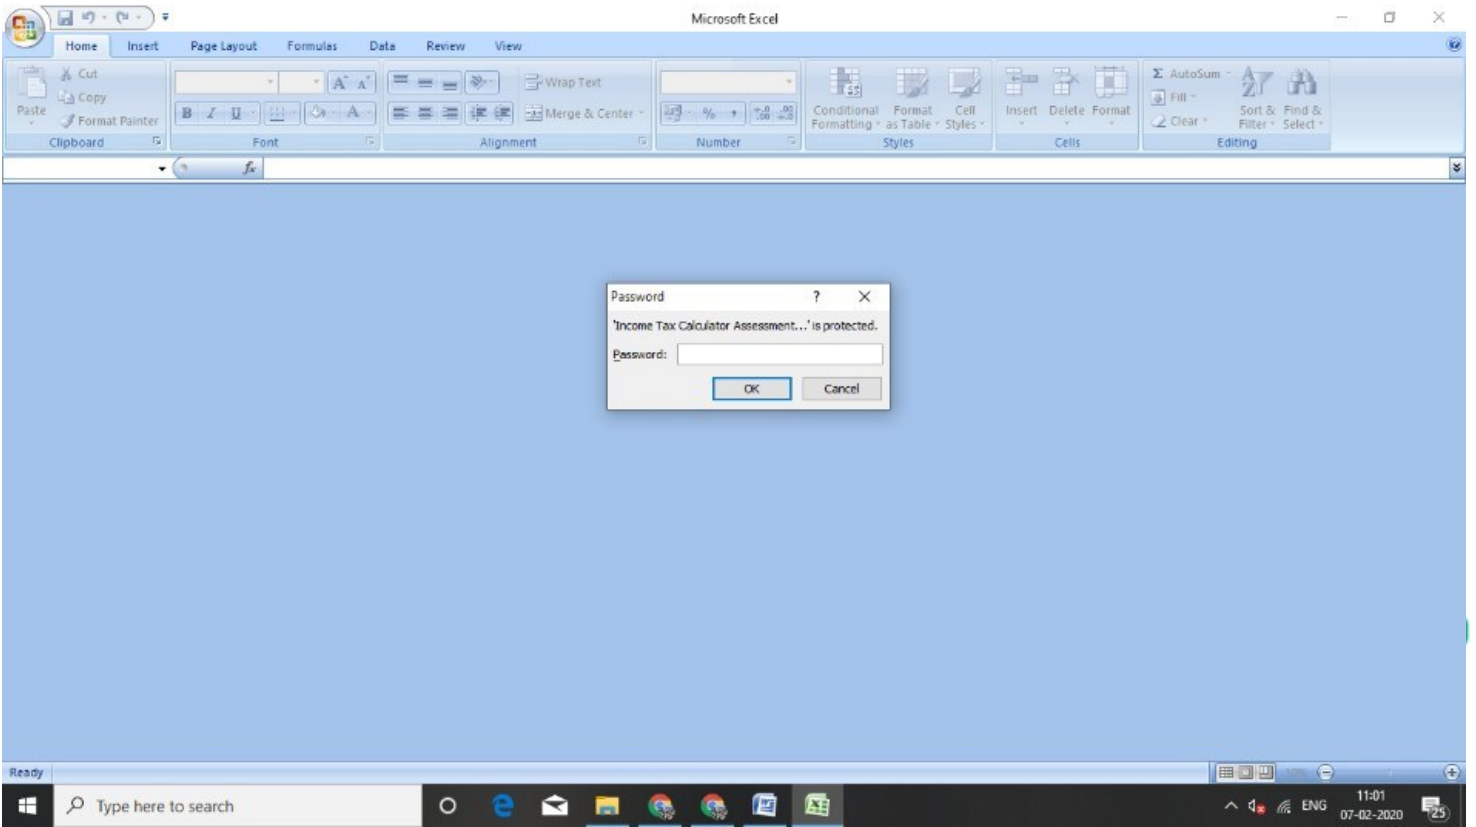 Microsoft Excel
Home Insert Page Layout Formulas Data Review View
Paste
Cut
Copy
Format Painter
Clipboard
B I U
A A
A
Font
Wrap Text
Merge & Center
Alignment
% ,
Number
Conditional Formatting
Format as Table
Cell Styles
Styles
Insert Delete Format
Cells
Σ AutoSum
Fill
Clear
Sort & Filter
Find & Select
Editing
fx
Password ?
'Income Tax Calculator Assessment...' is protected.
Password:
OK Cancel
Ready
Type here to search
ENG
11:01
07-02-2020
25